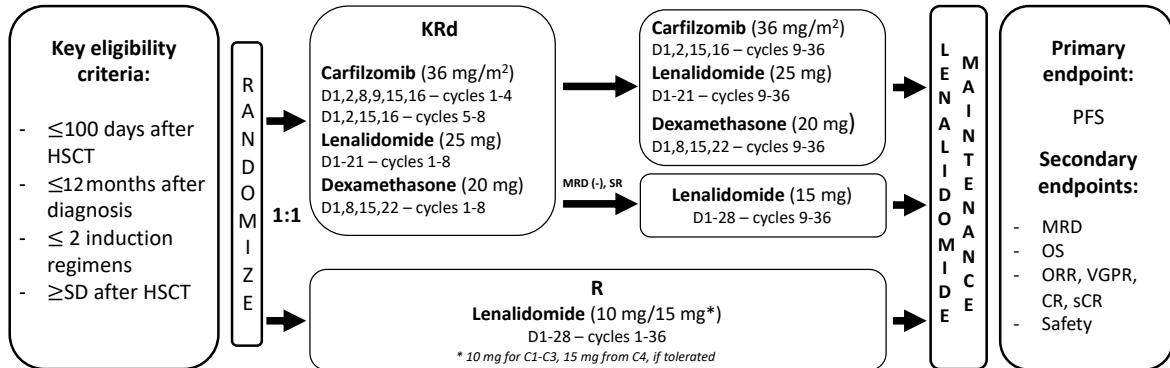 Key eligibility
criteria:
- ≤100 days after
HSCT
- ≤12 months after
diagnosis
- ≤ 2 induction
regimens
- ≥SD after HSCT
RANDOMIZE
1:1
KRd
Carfilzomib (36 mg/m²)
D1,2,8,9,15,16 – cycles 1-4
D1,2,15,16 – cycles 5-8
Lenalidomide (25 mg)
D1-21 – cycles 1-8
Dexamethasone (20 mg)
D1,8,15,22 – cycles 1-8
Carfilzomib (36 mg/m²)
D1,2,15,16 – cycles 9-36
Lenalidomide (25 mg)
D1-21 – cycles 9-36
Dexamethasone (20 mg)
D1,8,15,22 – cycles 9-36
MRD (-), SR
Lenalidomide (15 mg)
D1-28 – cycles 9-36
R
Lenalidomide (10 mg/15 mg*)
D1-28 – cycles 1-36
* 10 mg for C1-C3, 15 mg from C4, if tolerated
LENALIDOMIDE
MAINTENANCE
Primary
endpoint:
PFS
Secondary
endpoints:
- MRD
- OS
- ORR, VGPR,
CR, sCR
- Safety